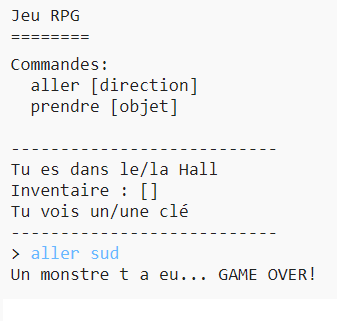 Jeu RPG
========
Commandes:
  aller [direction]
  prendre [objet]

---------------------------
Tu es dans le/la Hall
Inventaire : []
Tu vois un/une clé
---------------------------
> aller sud
Un monstre t a eu... GAME OVER!